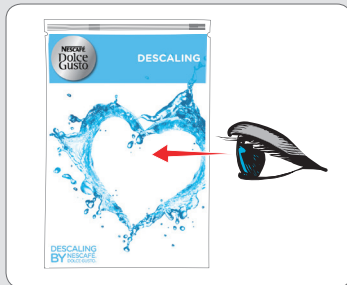 NESCAFÉ
Dolce
Gusto
DESCALING
DESCALING
BY NESCAFÉ
DOLCE GUSTO